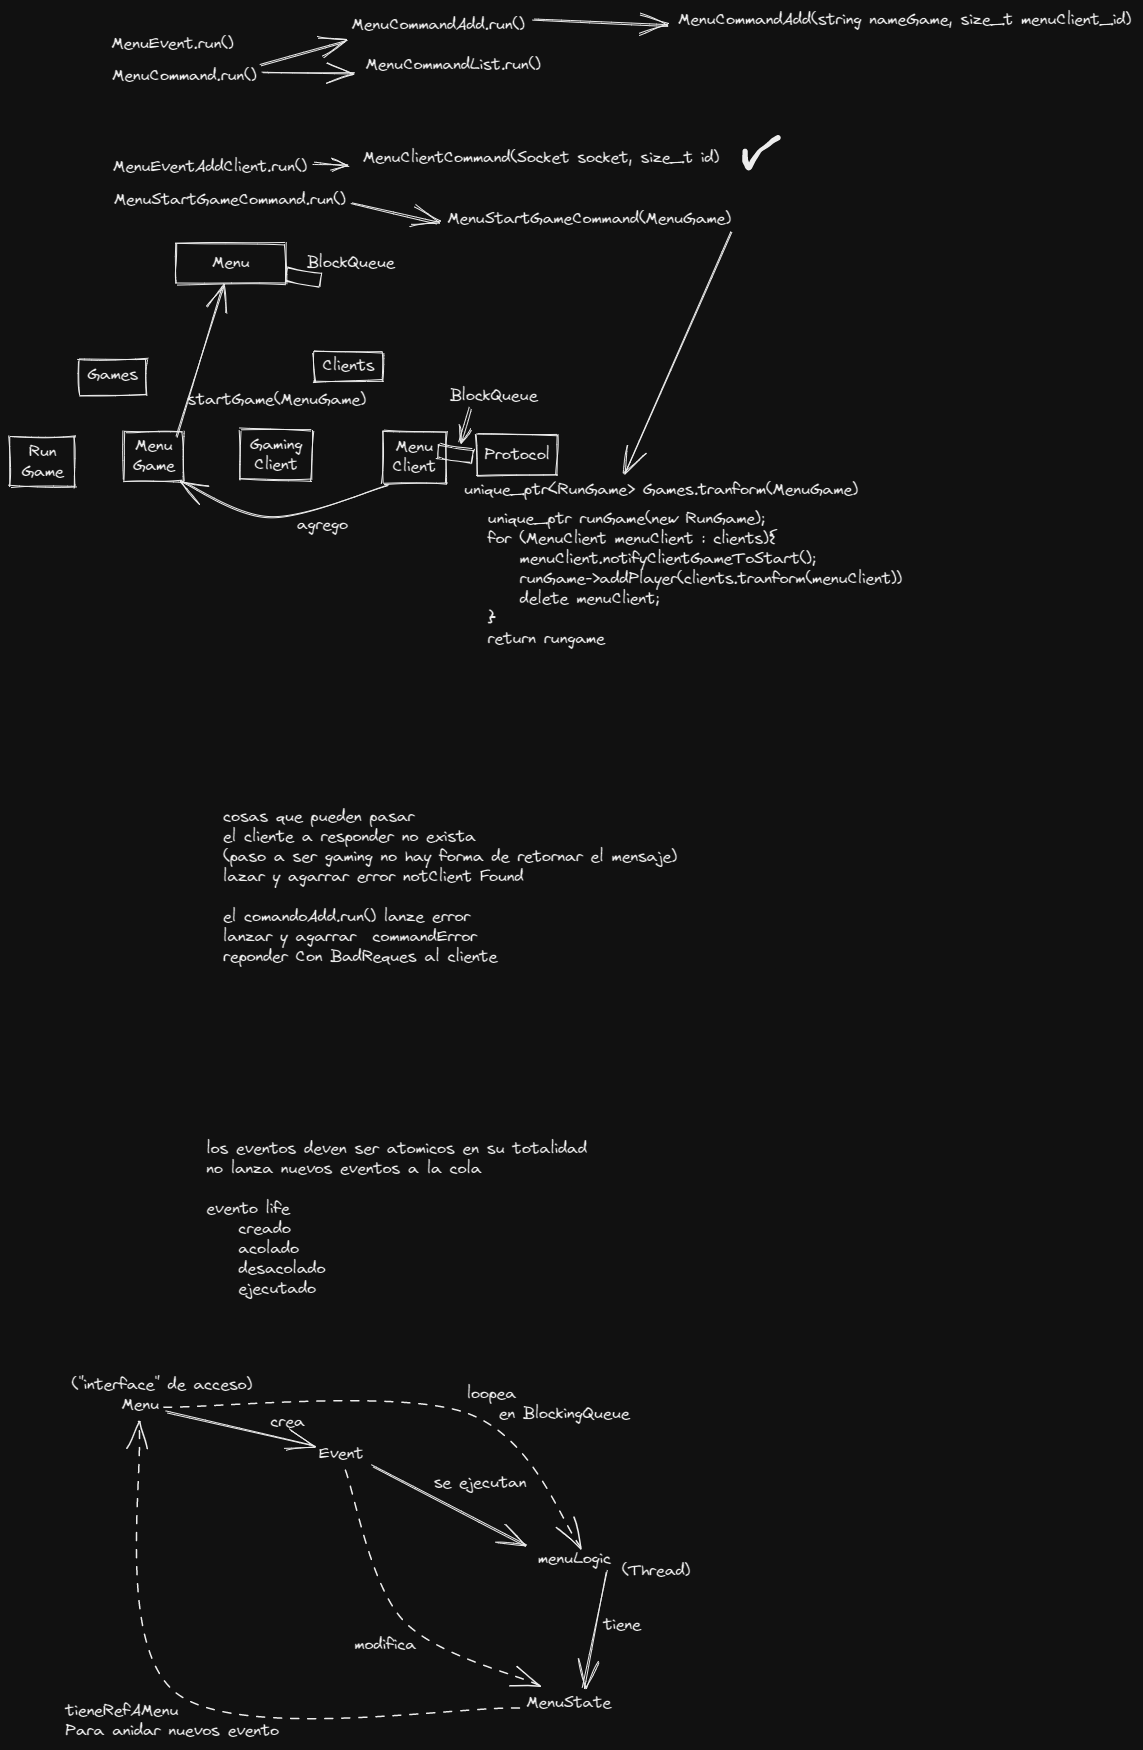 MenuCommandAdd.run()
MenuCommandAdd(string nameGame, size_t menuClient_id)
MenuEvent.run()
MenuCommand.run()
MenuCommandList.run()
MenuEventAddClient.run()
MenuClientCommand(Socket socket, size_t id)
MenuStartGameCommand.run()
MenuStartGameCommand(MenuGame)
Menu
BlockQueue
Games
Clients
startGame(MenuGame)
BlockQueue
Run
Game
Menu
Game
Gaming
Client
Menu
Client
Protocol
agrego
unique_ptr<RunGame> Games.tranform(MenuGame)
unique_ptr runGame(new RunGame);
for (MenuClient menuClient : clients){
menuClient.notifyClientGameToStart();
runGame->addPlayer(clients.tranform(menuClient))
delete menuClient;
}
return rungame
cosas que pueden pasar
el cliente a responder no exista
(paso a ser gaming no hay forma de retornar el mensaje)
lazar y agarrar error notClient Found
el comandoAdd.run() lanze error
lanzar y agarrar commandError
reponder Con BadReques al cliente
los eventos deven ser atomicos en su totalidad
no lanza nuevos eventos a la cola
evento life
creado
acolado
desacolado
ejecutado
("interface" de acceso)
Menu
loopea
en BlockingQueue
crea
Event
se ejecutan
menuLogic
(Thread)
tiene
modifica
MenuState
tieneRefAMenu
Para anidar nuevos evento